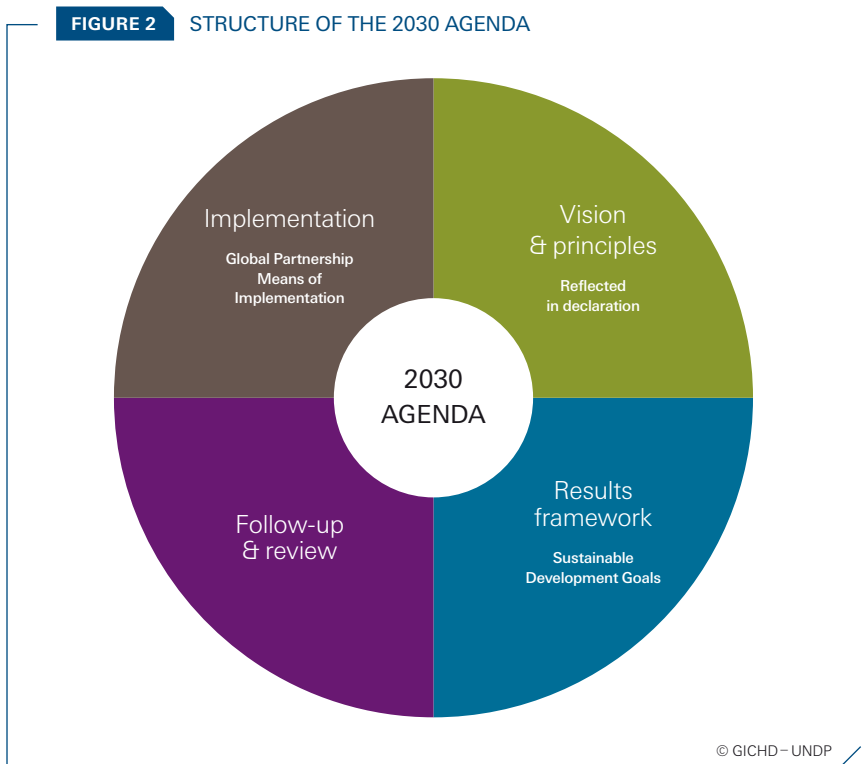 FIGURE 2 STRUCTURE OF THE 2030 AGENDA
Implementation
Global Partnership
Means of
Implementation
Vision
& principles
Reflected
in declaration
2030
AGENDA
Follow-up
& review
Results
framework
Sustainable
Development Goals
© GICHD – UNDP